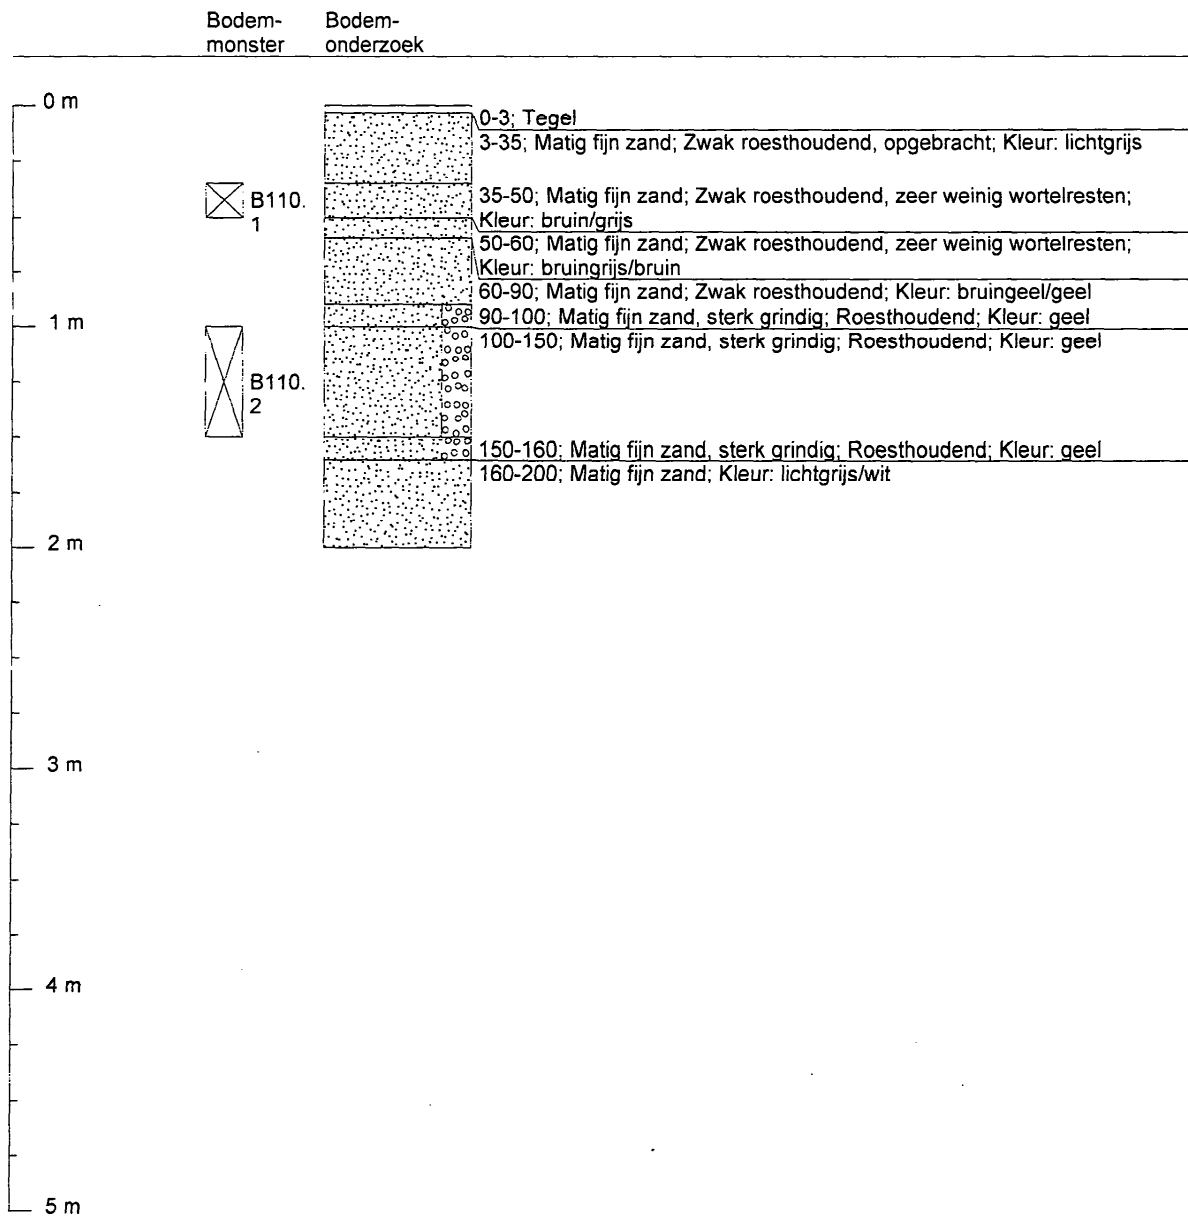 Bodem-
monster
Bodem-
onderzoek
0 m
0-3; Tegel
3-35; Matig fijn zand; Zwak roesthoudend, opgebracht; Kleur: lichtgrijs
B110.
1
35-50; Matig fijn zand; Zwak roesthoudend, zeer weinig wortelresten;
Kleur: bruin/grijs
50-60; Matig fijn zand; Zwak roesthoudend, zeer weinig wortelresten;
Kleur: bruingrijs/bruin
60-90; Matig fijn zand; Zwak roesthoudend; Kleur: bruingeel/geel
90-100; Matig fijn zand, sterk grindig; Roesthoudend; Kleur: geel
1 m
100-150; Matig fijn zand, sterk grindig; Roesthoudend; Kleur: geel
B110.
2
150-160; Matig fijn zand, sterk grindig; Roesthoudend; Kleur: geel
160-200; Matig fijn zand; Kleur: lichtgrijs/wit
2 m
3 m
4 m
5 m